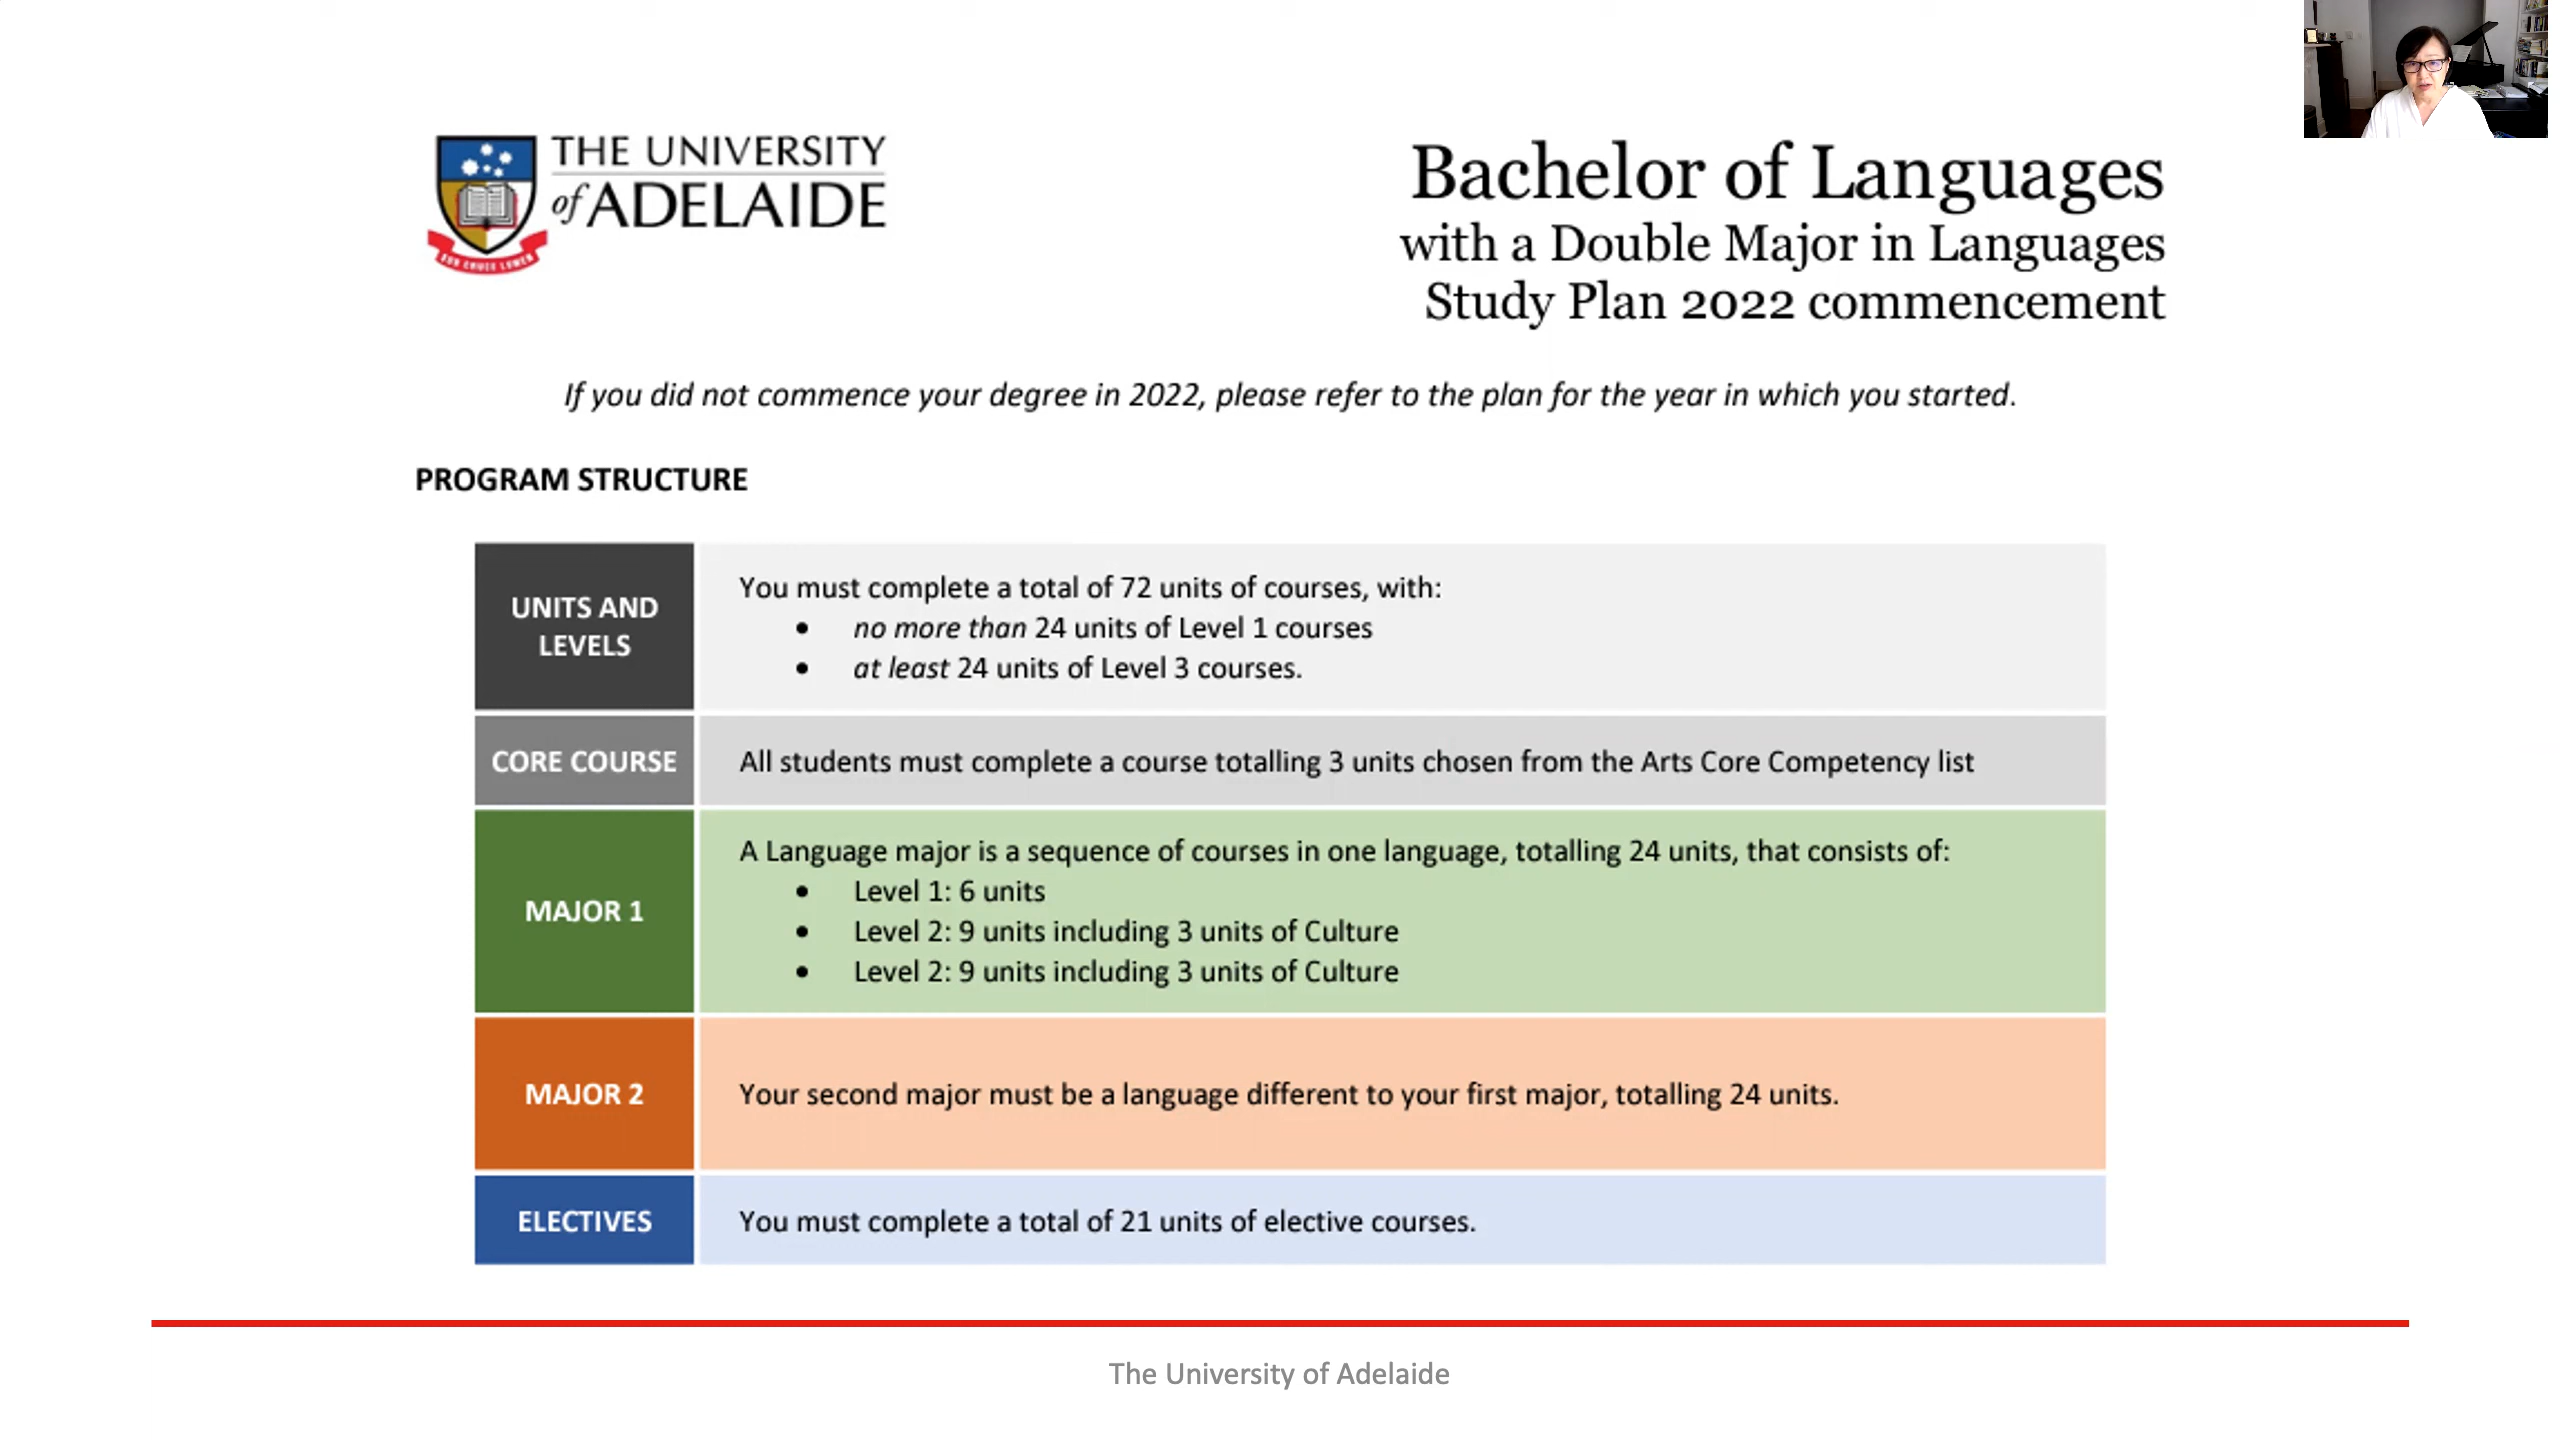 THE UNIVERSITY
of ADELAIDE
SUB CRUCE LUMEN
Bachelor of Languages
with a Double Major in Languages
Study Plan 2022 commencement
If you did not commence your degree in 2022, please refer to the plan for the year in which you started.
PROGRAM STRUCTURE
UNITS AND
LEVELS
You must complete a total of 72 units of courses, with:
• no more than 24 units of Level 1 courses
• at least 24 units of Level 3 courses.
CORE COURSE
All students must complete a course totalling 3 units chosen from the Arts Core Competency list
MAJOR 1
A Language major is a sequence of courses in one language, totalling 24 units, that consists of:
• Level 1: 6 units
• Level 2: 9 units including 3 units of Culture
• Level 2: 9 units including 3 units of Culture
MAJOR 2
Your second major must be a language different to your first major, totalling 24 units.
ELECTIVES
You must complete a total of 21 units of elective courses.
The University of Adelaide